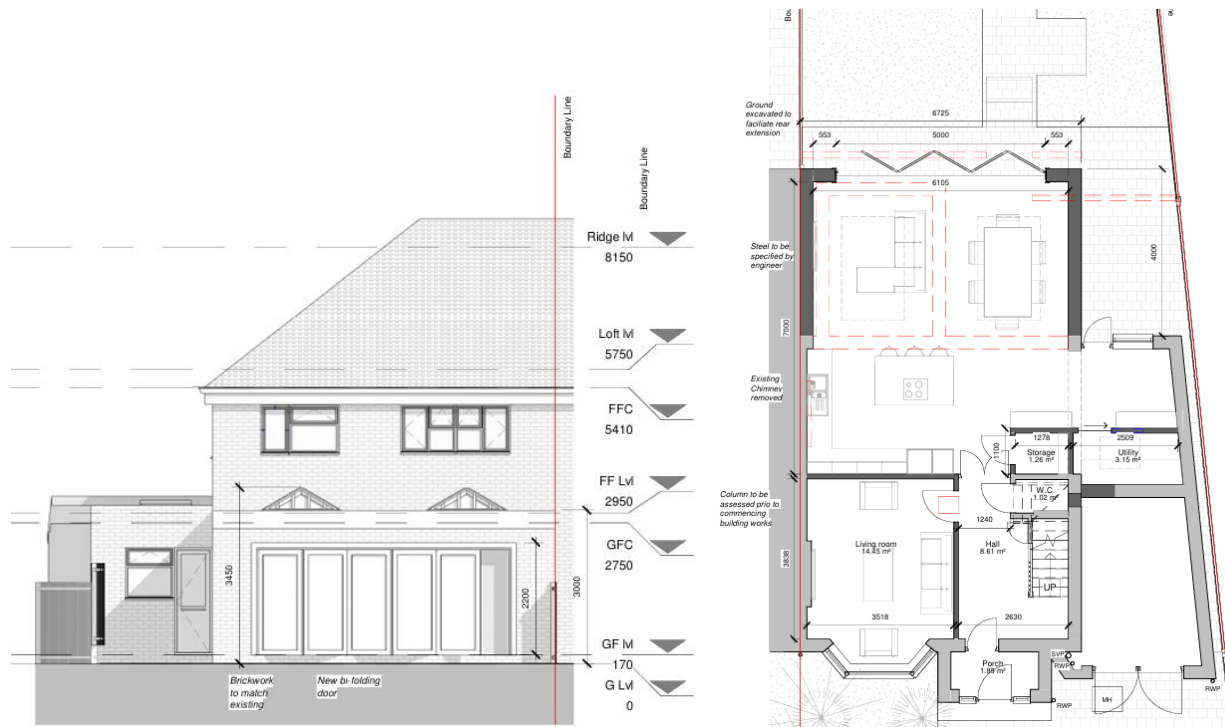 Boundary Line
Boundary Line
Ridge lvl
8150
Loft lvl
5750
FFC
5410
FF Lvl
2950
GFC
2750
GF lvl
170
G Lvl
0
3450
2200
3000
Brickwork
to match
existing
New bi-folding
door
Ground
excavated to
faciliate rear
extension
6725
553
5000
553
6105
4000
Steel to be
specified by
engineer
7000
Existing
Chimney
removed
1278
2509
1100
Storage
1.26 m²
Utility
3.15 m²
Column to be
assessed prio to
commencing
building works
W.C.
1.02 m²
1240
Living room
14.45 m²
Hall
8.61 m²
3838
UP
3518
2630
Porch
1.89 m²
SVP
RWP
RWP
MH
RWP